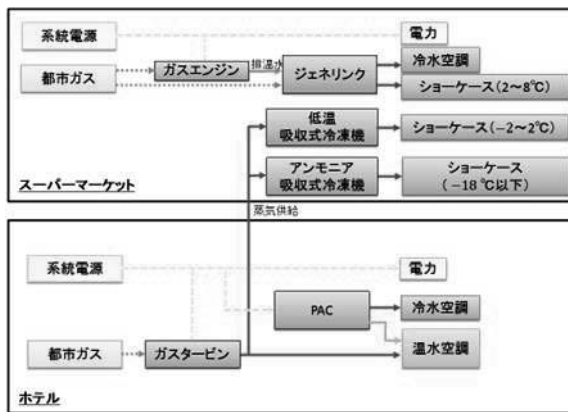 系統電源
電力
都市ガス
ガスエンジン
排温水
ジェネリンク
冷水空調
ショーケース(2～8℃)
低温
吸収式冷凍機
ショーケース(−2～2℃)
アンモニア
吸収式冷凍機
ショーケース
(−18℃以下)
スーパーマーケット
蒸気供給
系統電源
電力
PAC
冷水空調
都市ガス
ガスタービン
温水空調
ホテル